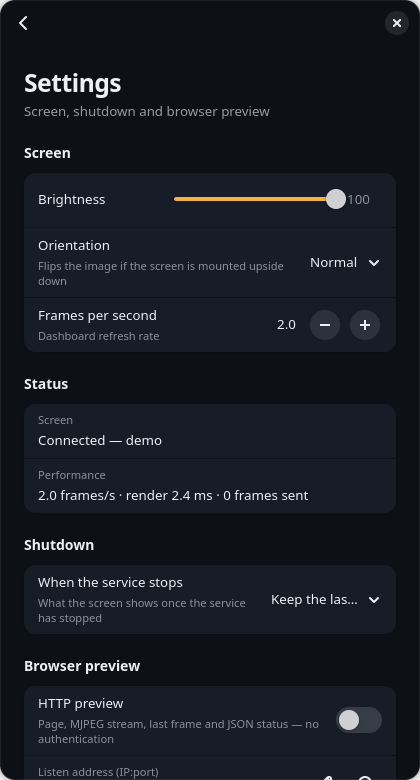 Settings
Screen, shutdown and browser preview
Screen
Brightness
100
Orientation
Flips the image if the screen is mounted upside
down
Normal
Frames per second
Dashboard refresh rate
2.0
Status
Screen
Connected — demo
Performance
2.0 frames/s · render 2.4 ms · 0 frames sent
Shutdown
When the service stops
What the screen shows once the service
has stopped
Keep the las...
Browser preview
HTTP preview
Page, MJPEG stream, last frame and JSON status — no
authentication
Listen address (IP:port)